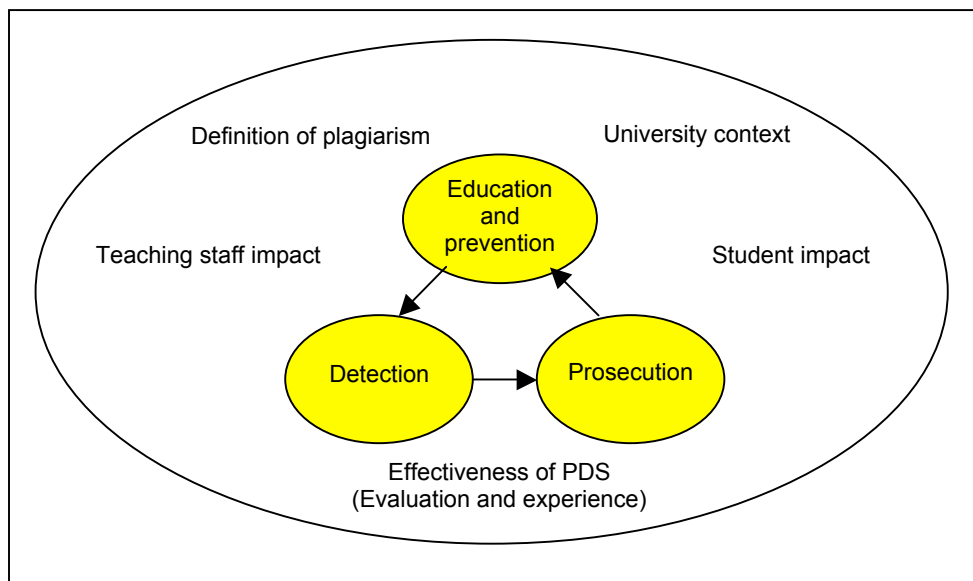 Definition of plagiarism
University context
Education
and
prevention
Teaching staff impact
Student impact
Detection
Prosecution
Effectiveness of PDS
(Evaluation and experience)